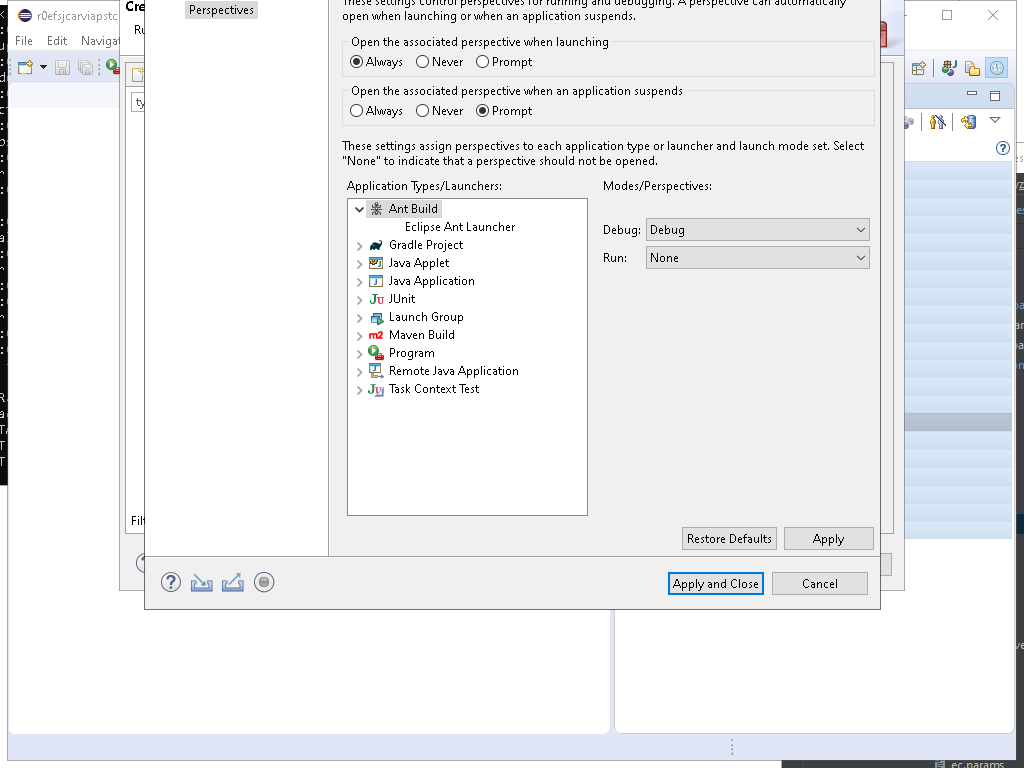 These settings control perspectives for running and debugging. A perspective can automatically
open when launching or when an application suspends.
r0efsjcarviapstc
Cre
Perspectives
File Edit Navigat
Ru
Open the associated perspective when launching
Always Never Prompt
Open the associated perspective when an application suspends
Always Never Prompt
ty
These settings assign perspectives to each application type or launcher and launch mode set. Select
"None" to indicate that a perspective should not be opened.
Application Types/Launchers:
Modes/Perspectives:
Ant Build
Eclipse Ant Launcher
Gradle Project
Java Applet
Java Application
JUnit
Launch Group
Maven Build
Program
Remote Java Application
Task Context Test
Debug: Debug
Run: None
Filt
Restore Defaults
Apply
Apply and Close
Cancel
ec.params